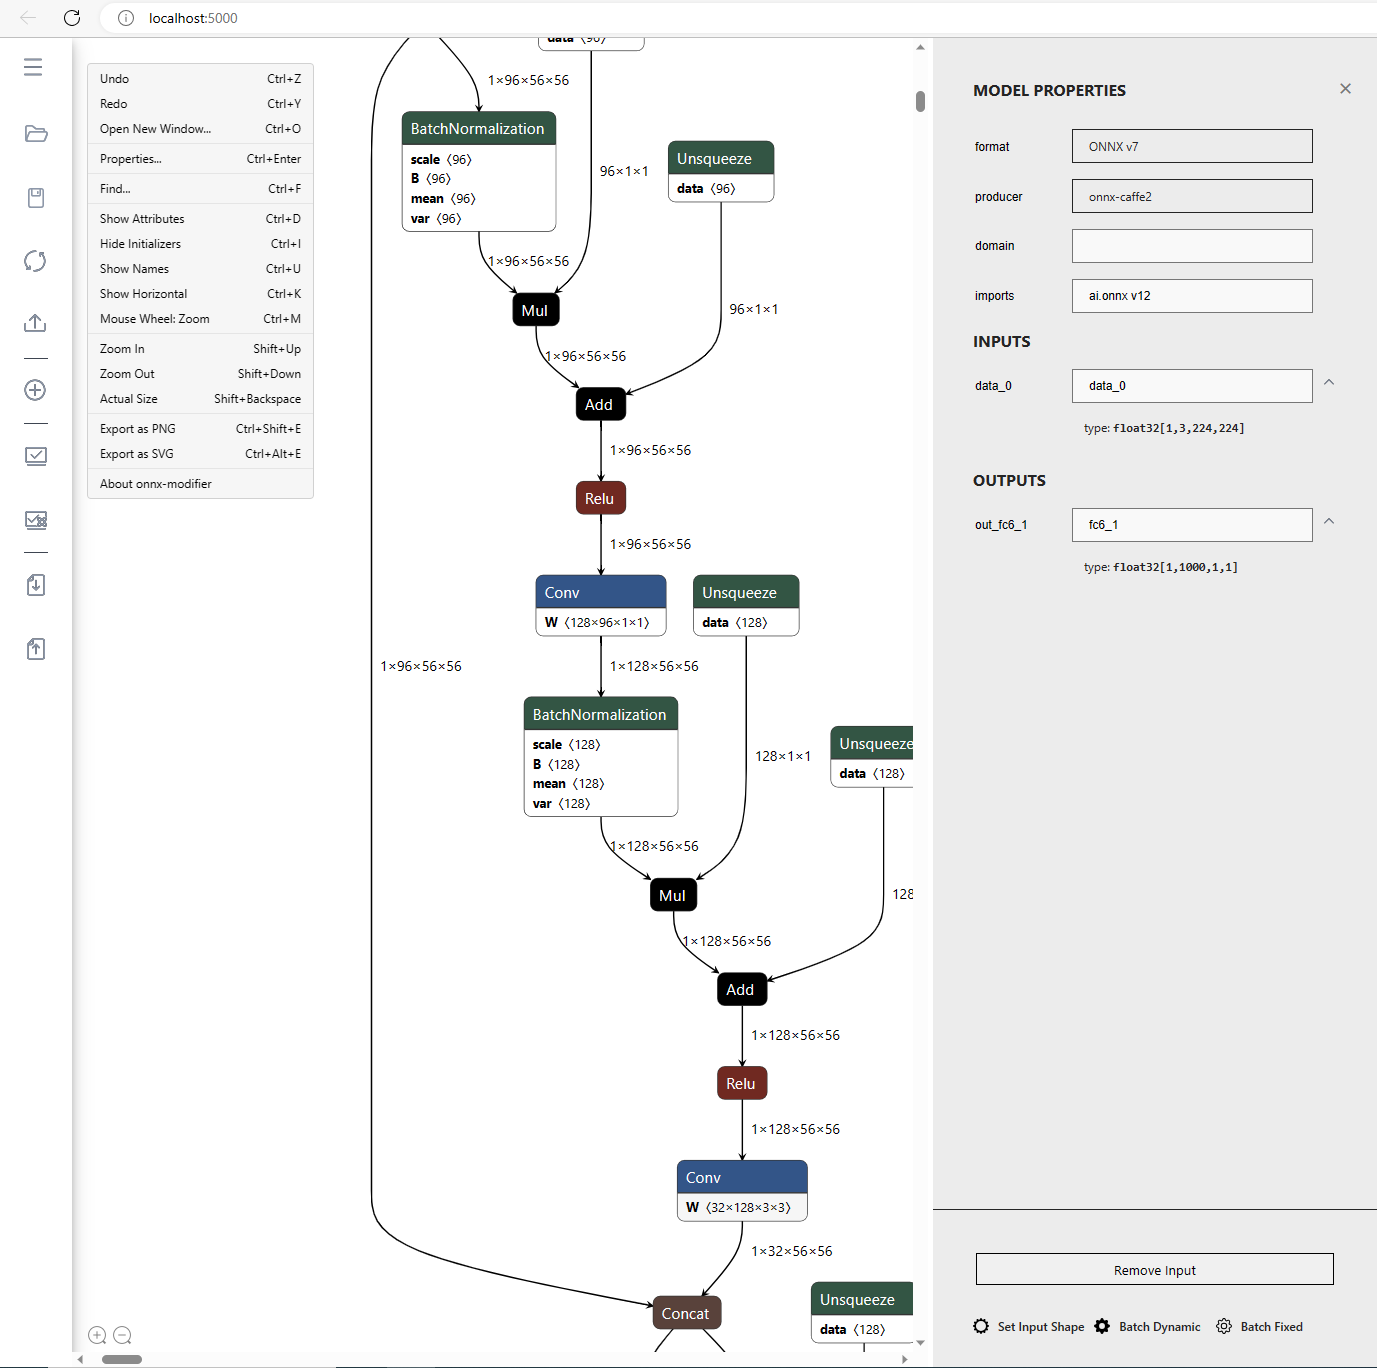 localhost:5000
Undo Ctrl+Z
Redo Ctrl+Y
Open New Window... Ctrl+O
Properties... Ctrl+Enter
Find... Ctrl+F
Show Attributes Ctrl+D
Hide Initializers Ctrl+I
Show Names Ctrl+U
Show Horizontal Ctrl+K
Mouse Wheel: Zoom Ctrl+M
Zoom In Shift+Up
Zoom Out Shift+Down
Actual Size Shift+Backspace
Export as PNG Ctrl+Shift+E
Export as SVG Ctrl+Alt+E
About onnx-modifier
data 〈96〉
1×96×56×56
BatchNormalization
scale 〈96〉
B 〈96〉
mean 〈96〉
var 〈96〉
96×1×1
Unsqueeze
data 〈96〉
1×96×56×56
Mul
96×1×1
1×96×56×56
Add
1×96×56×56
Relu
1×96×56×56
Conv
W 〈128×96×1×1〉
Unsqueeze
data 〈128〉
1×96×56×56
1×128×56×56
BatchNormalization
scale 〈128〉
B 〈128〉
mean 〈128〉
var 〈128〉
128×1×1
Unsqueeze
data 〈128〉
1×128×56×56
Mul
128
1×128×56×56
Add
1×128×56×56
Relu
1×128×56×56
Conv
W 〈32×128×3×3〉
1×32×56×56
Concat
Unsqueeze
data 〈128〉
MODEL PROPERTIES
format ONNX v7
producer onnx-caffe2
domain
imports ai.onnx v12
INPUTS
data_0 data_0
type: float32[1,3,224,224]
OUTPUTS
out_fc6_1 fc6_1
type: float32[1,1000,1,1]
Remove Input
Set Input Shape Batch Dynamic Batch Fixed